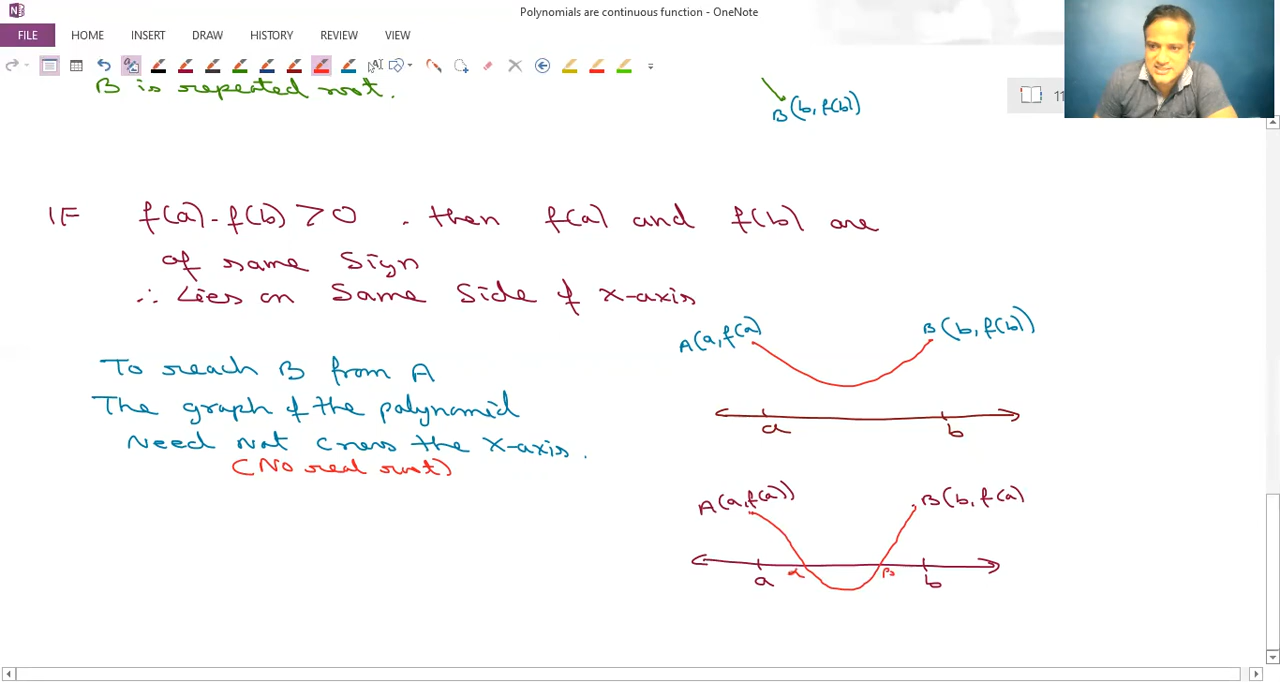 Polynomials are continuous function - OneNote
FILE HOME INSERT DRAW HISTORY REVIEW VIEW
B is repeated root.
B(b, f(b))
11
IF f(a)-f(b) > 0 . then f(a) and f(b) are
of same sign
∴ Lies on same side of x-axis
A(a, f(a) B(b, f(b))
To reach B from A
The graph of the polynomial
Need not cross the x-axis.
a b
(No real root)
A(a, f(a)) B(b, f(a)
α β
a b